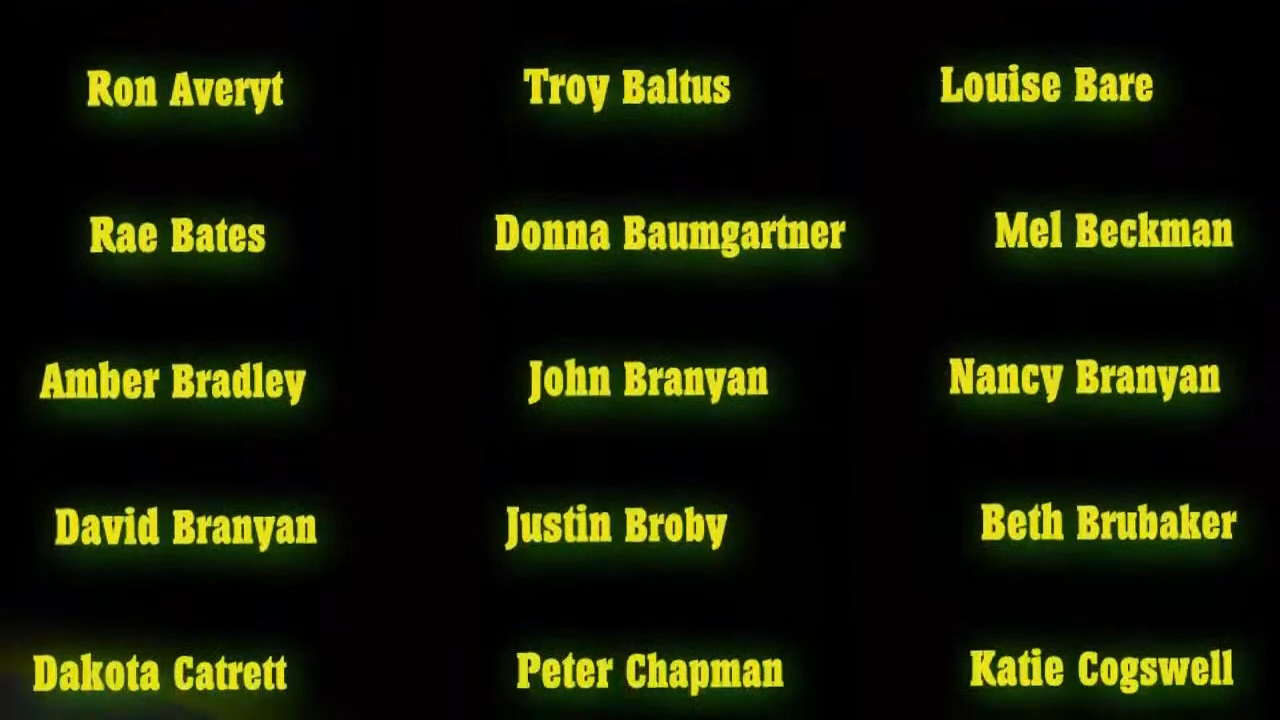 Ron Averyt Troy Baltus Louise Bare
Rae Bates Donna Baumgartner Mel Beckman
Amber Bradley John Branyan Nancy Branyan
David Branyan Justin Broby Beth Brubaker
Dakota Catrett Peter Chapman Katie Cogswell